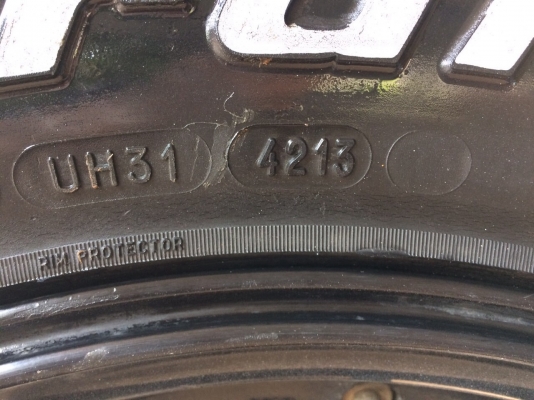 UH31 4213
RIM PROTECTOR